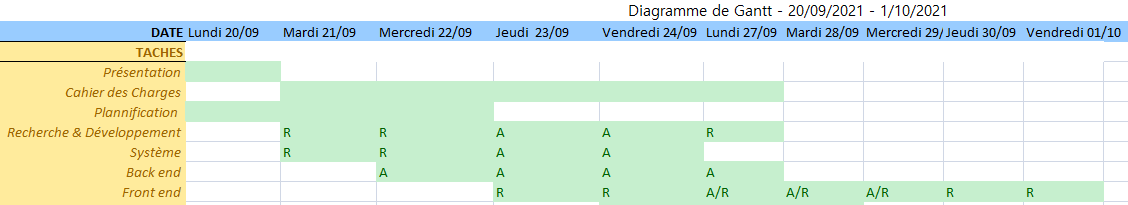 Diagramme de Gantt - 20/09/2021 - 1/10/2021
DATE Lundi 20/09 Mardi 21/09 Mercredi 22/09 Jeudi 23/09 Vendredi 24/09 Lundi 27/09 Mardi 28/09 Mercredi 29/ Jeudi 30/09 Vendredi 01/10
TACHES
Présentation
Cahier des Charges
Plannification
Recherche & Développement R R A A R
Système R R A A
Back end A A A A
Front end R R A/R A/R A/R R R